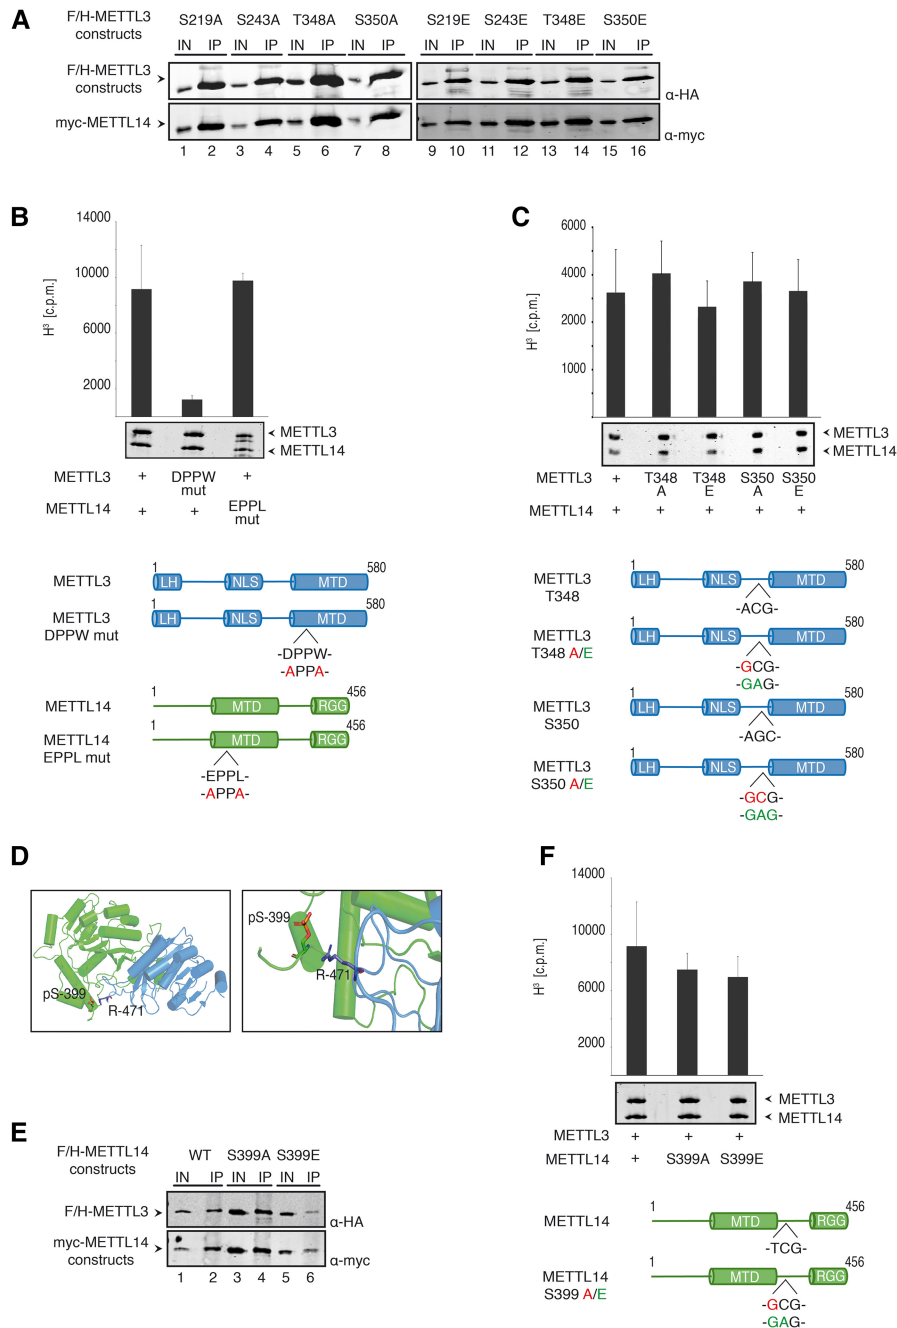 A
F/H-METTL3 constructs
S219A S243A T348A S350A S219E S243E T348E S350E
IN IP IN IP IN IP IN IP IN IP IN IP IN IP IN IP
F/H-METTL3 constructs
α-HA
myc-METTL14
α-myc
1 2 3 4 5 6 7 8 9 10 11 12 13 14 15 16
B
14000
10000
6000
2000
H³ [c.p.m.]
METTL3
METTL14
METTL3 + DPPW mut +
METTL14 + + EPPL mut
1 580
METTL3 LH NLS MTD
1 580
METTL3 DPPW mut LH NLS MTD
-DPPW-
-APPA-
1 456
METTL14 MTD RGG
1 456
METTL14 EPPL mut MTD RGG
-EPPL-
-APPA-
C
6000
4000
2000
1000
H³ [c.p.m.]
METTL3
METTL14
METTL3 + T348 A T348 E S350 A S350 E
METTL14 + + + + +
1 580
METTL3 T348 LH NLS MTD
-ACG-
1 580
METTL3 T348 A/E LH NLS MTD
-GCG-
-GAG-
1 580
METTL3 S350 LH NLS MTD
-AGC-
1 580
METTL3 S350 A/E LH NLS MTD
-GCG-
-GAG-
D
pS-399
R-471
pS-399
R-471
E
F/H-METTL14 constructs
WT S399A S399E
IN IP IN IP IN IP
F/H-METTL3
α-HA
myc-METTL14 constructs
α-myc
1 2 3 4 5 6
F
14000
10000
6000
2000
H³ [c.p.m.]
METTL3
METTL14
METTL3 + + +
METTL14 + S399A S399E
1 456
METTL14 MTD RGG
-TCG-
1 456
METTL14 S399 A/E MTD RGG
-GCG-
-GAG-